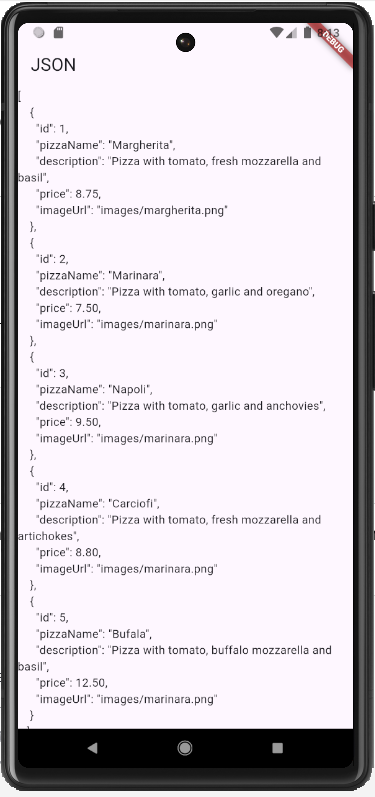 DEBUG
JSON
[
{
"id": 1,
"pizzaName": "Margherita",
"description": "Pizza with tomato, fresh mozzarella and
basil",
"price": 8.75,
"imageUrl": "images/margherita.png"
},
{
"id": 2,
"pizzaName": "Marinara",
"description": "Pizza with tomato, garlic and oregano",
"price": 7.50,
"imageUrl": "images/marinara.png"
},
{
"id": 3,
"pizzaName": "Napoli",
"description": "Pizza with tomato, garlic and anchovies",
"price": 9.50,
"imageUrl": "images/marinara.png"
},
{
"id": 4,
"pizzaName": "Carciofi",
"description": "Pizza with tomato, fresh mozzarella and
artichokes",
"price": 8.80,
"imageUrl": "images/marinara.png"
},
{
"id": 5,
"pizzaName": "Bufala",
"description": "Pizza with tomato, buffalo mozzarella and
basil",
"price": 12.50,
"imageUrl": "images/marinara.png"
}